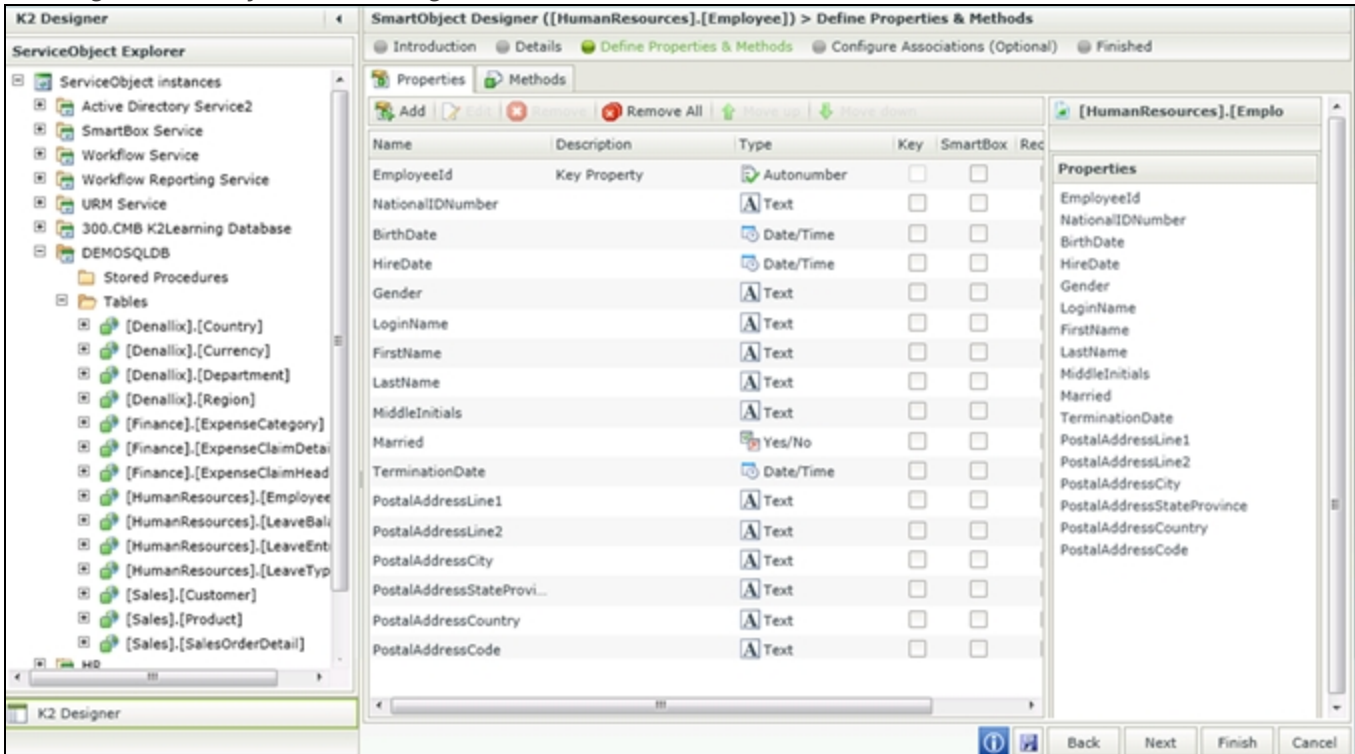 K2 Designer
ServiceObject Explorer
ServiceObject instances
Active Directory Service2
SmartBox Service
Workflow Service
Workflow Reporting Service
URM Service
300.CMB K2Learning Database
DEMOSQLDB
Stored Procedures
Tables
[Denallix].[Country]
[Denallix].[Currency]
[Denallix].[Department]
[Denallix].[Region]
[Finance].[ExpenseCategory]
[Finance].[ExpenseClaimDetai
[Finance].[ExpenseClaimHead
[HumanResources].[Employee
[HumanResources].[LeaveBala
[HumanResources].[LeaveEnt
[HumanResources].[LeaveTyp
[Sales].[Customer]
[Sales].[Product]
[Sales].[SalesOrderDetail]
HR
K2 Designer
SmartObject Designer ([HumanResources].[Employee]) > Define Properties & Methods
Introduction Details Define Properties & Methods Configure Associations (Optional) Finished
Properties Methods
Add Edit Remove Remove All Move up Move down
Name Description Type Key SmartBox Rec
EmployeeId Key Property Autonumber
NationalIDNumber Text
BirthDate Date/Time
HireDate Date/Time
Gender Text
LoginName Text
FirstName Text
LastName Text
MiddleInitials Text
Married Yes/No
TerminationDate Date/Time
PostalAddressLine1 Text
PostalAddressLine2 Text
PostalAddressCity Text
PostalAddressStateProvi... Text
PostalAddressCountry Text
PostalAddressCode Text
[HumanResources].[Emplo
Properties
EmployeeId
NationalIDNumber
BirthDate
HireDate
Gender
LoginName
FirstName
LastName
MiddleInitials
Married
TerminationDate
PostalAddressLine1
PostalAddressLine2
PostalAddressCity
PostalAddressStateProvince
PostalAddressCountry
PostalAddressCode
Back Next Finish Cancel